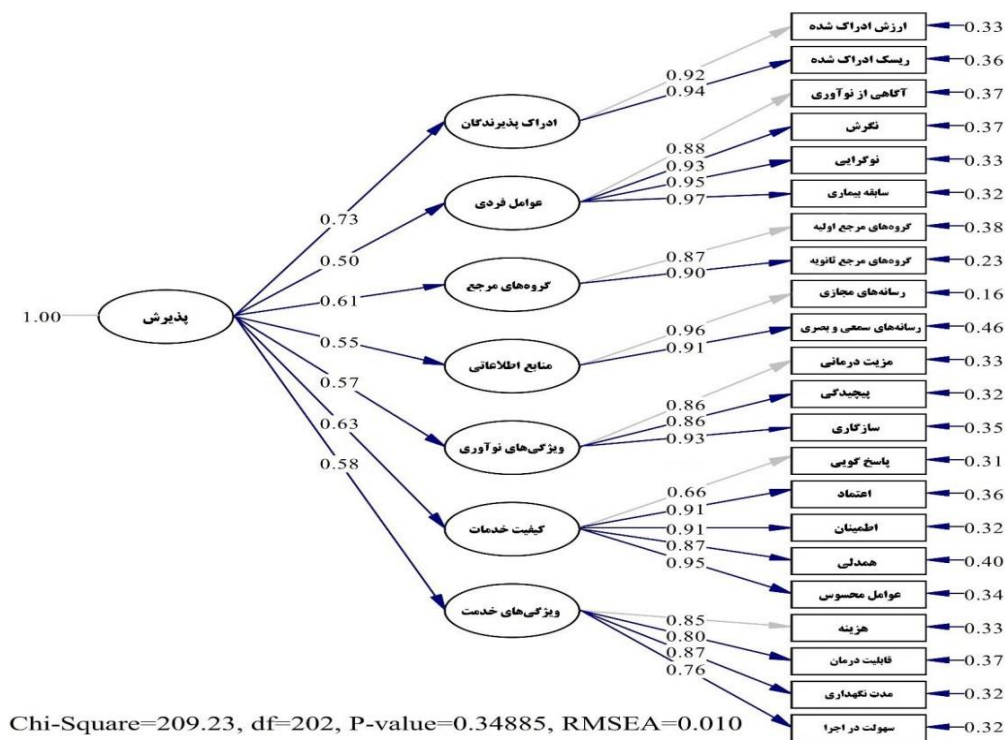 ارزش ادراک شده
0.33
ریسک ادراک شده
0.36
آگاهی از نوآوری
0.37
نگرش
0.37
نوگرایی
0.33
سابقه بیماری
0.32
گروه‌های مرجع اولیه
0.38
گروه‌های مرجع ثانویه
0.23
رسانه‌های مجازی
0.16
رسانه‌های سمعی و بصری
0.46
مزیت درمانی
0.33
پیچیدگی
0.32
سازگاری
0.35
پاسخ گویی
0.31
اعتماد
0.36
اطمینان
0.32
همدلی
0.40
عوامل محسوس
0.34
هزینه
0.33
قابلیت درمان
0.37
مدت نگهداری
0.32
سهولت در اجرا
0.32
0.92
0.94
0.88
0.93
0.95
0.97
0.87
0.90
0.96
0.91
0.86
0.86
0.93
0.66
0.91
0.91
0.87
0.95
0.85
0.80
0.87
0.76
ادراک پذیرندگان
عوامل فردی
گروه‌های مرجع
منابع اطلاعاتی
ویژگی‌های نوآوری
کیفیت خدمات
ویژگی‌های خدمت
0.73
0.50
0.61
0.55
0.57
0.63
0.58
پذیرش
1.00
Chi-Square=209.23, df=202, P-value=0.34885, RMSEA=0.010